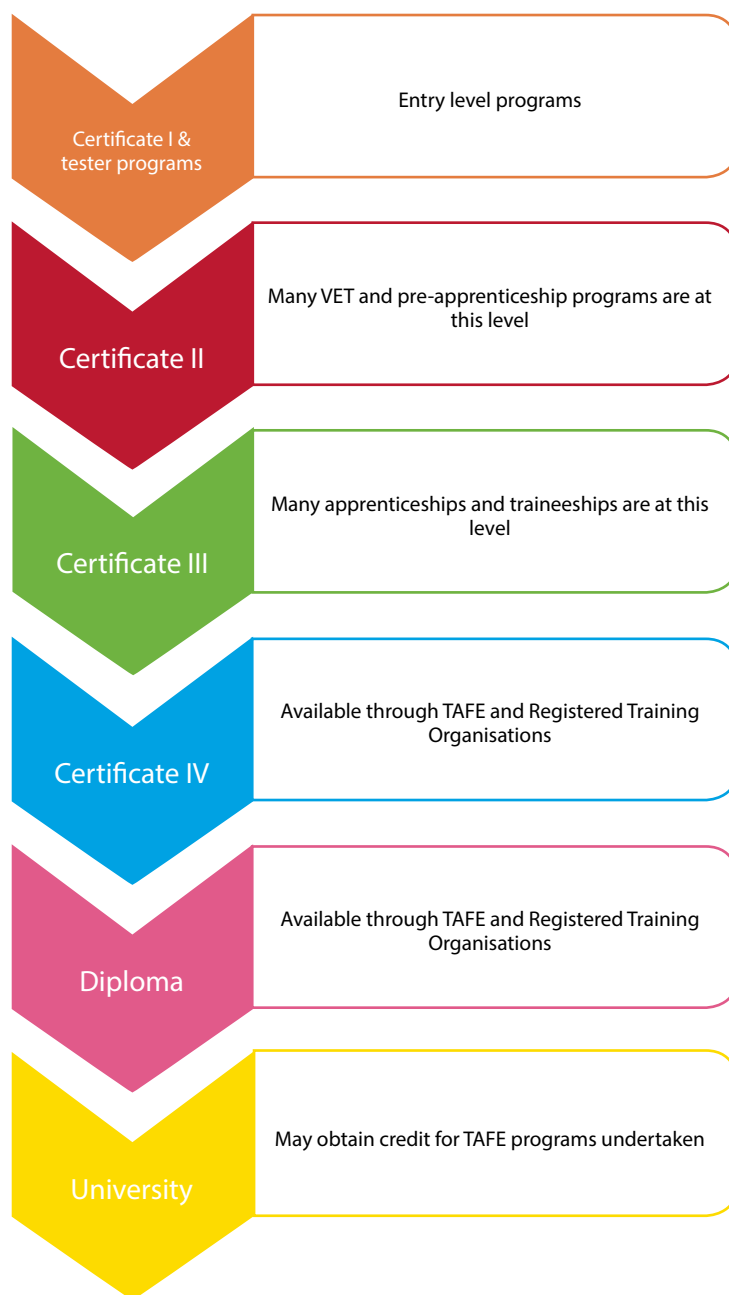 Certificate I &
tester programs
Entry level programs
Certificate II
Many VET and pre-apprenticeship programs are at
this level
Certificate III
Many apprenticeships and traineeships are at this
level
Certificate IV
Available through TAFE and Registered Training
Organisations
Diploma
Available through TAFE and Registered Training
Organisations
University
May obtain credit for TAFE programs undertaken